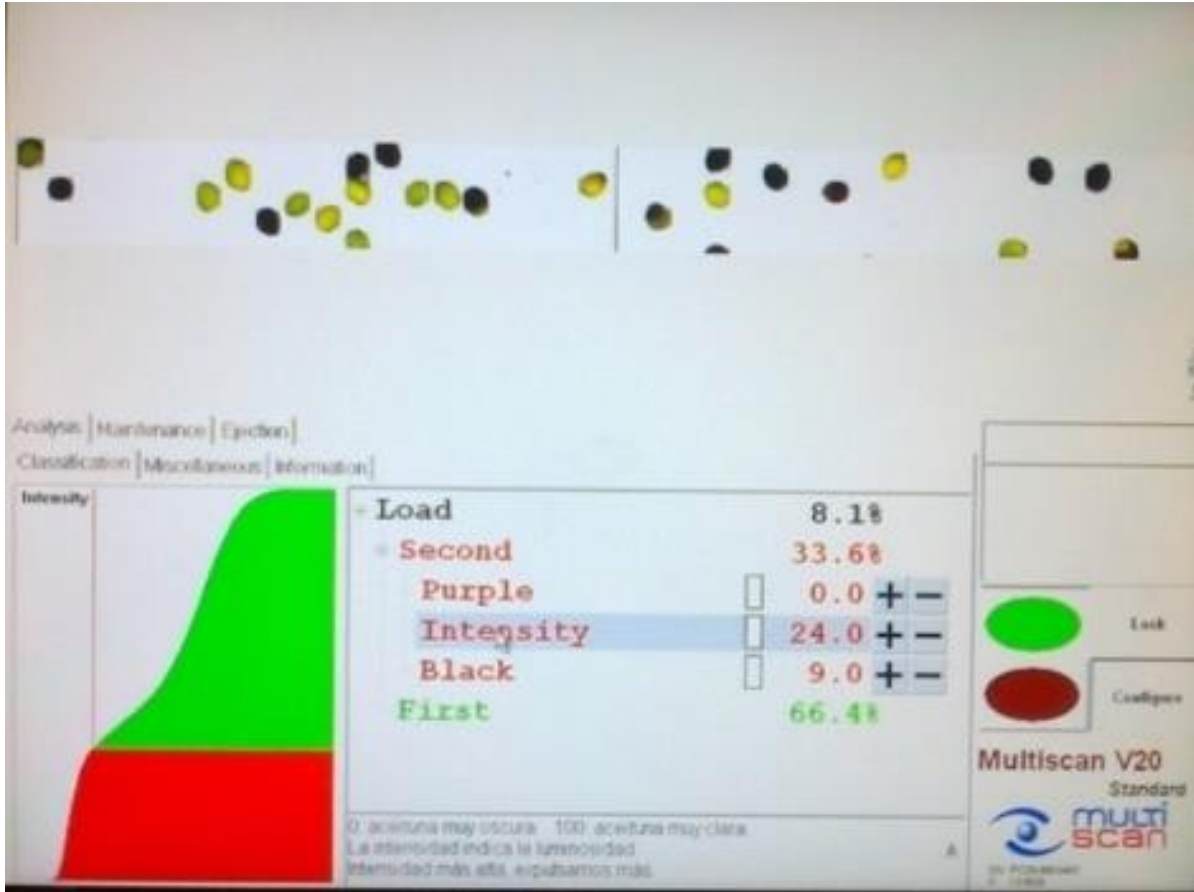 Analysis Maintenance Ejection
Classification Miscellaneous Information
Intensity
Load 8.1%
Second 33.6%
Purple 0.0 + −
Intensity 24.0 + −
Black 9.0 + −
First 66.4%
0: aceituna muy oscura 100: aceituna muy clara
La intensidad indica la luminosidad
Intensidad más alta, expulsamos más.
Lock
Configure
Multiscan V20
Standard
multi
scan